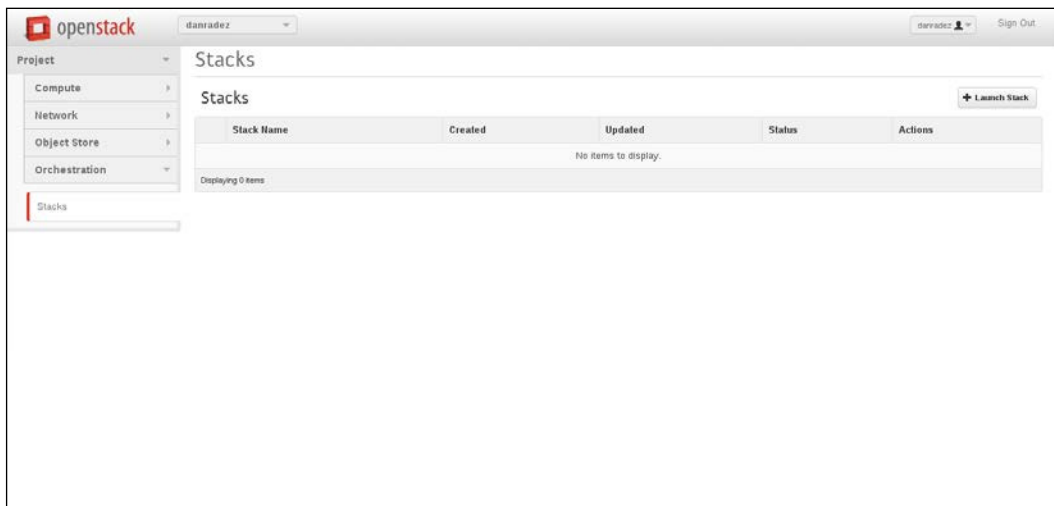 openstack
danradez
danradez
Sign Out
Project
Compute
Network
Object Store
Orchestration
Stacks
Stacks
Stacks
+ Launch Stack
Stack Name Created Updated Status Actions
No items to display.
Displaying 0 items